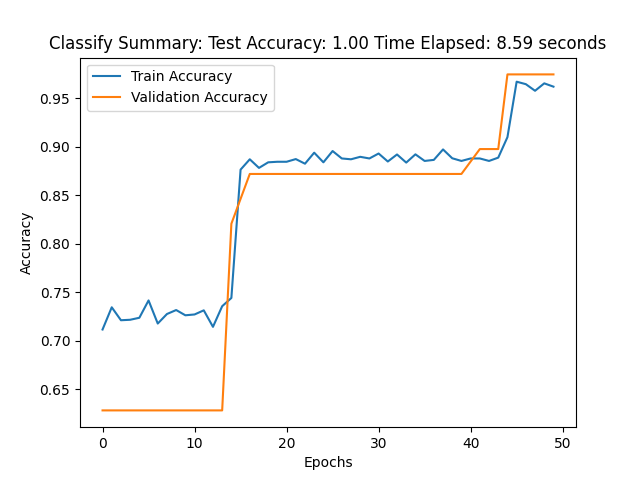 Classify Summary: Test Accuracy: 1.00 Time Elapsed: 8.59 seconds
Train Accuracy
Validation Accuracy
0.95
0.90
0.85
0.80
0.75
0.70
0.65
Accuracy
0 10 20 30 40 50
Epochs